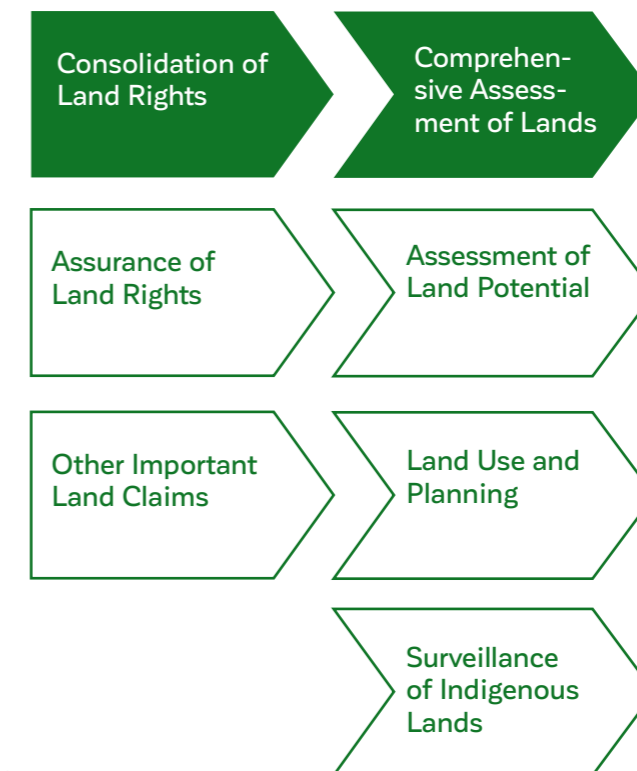 Consolidation of
Land Rights
Comprehen-
sive Assess-
ment of Lands
Assurance of
Land Rights
Assessment of
Land Potential
Other Important
Land Claims
Land Use and
Planning
Surveillance
of Indigenous
Lands